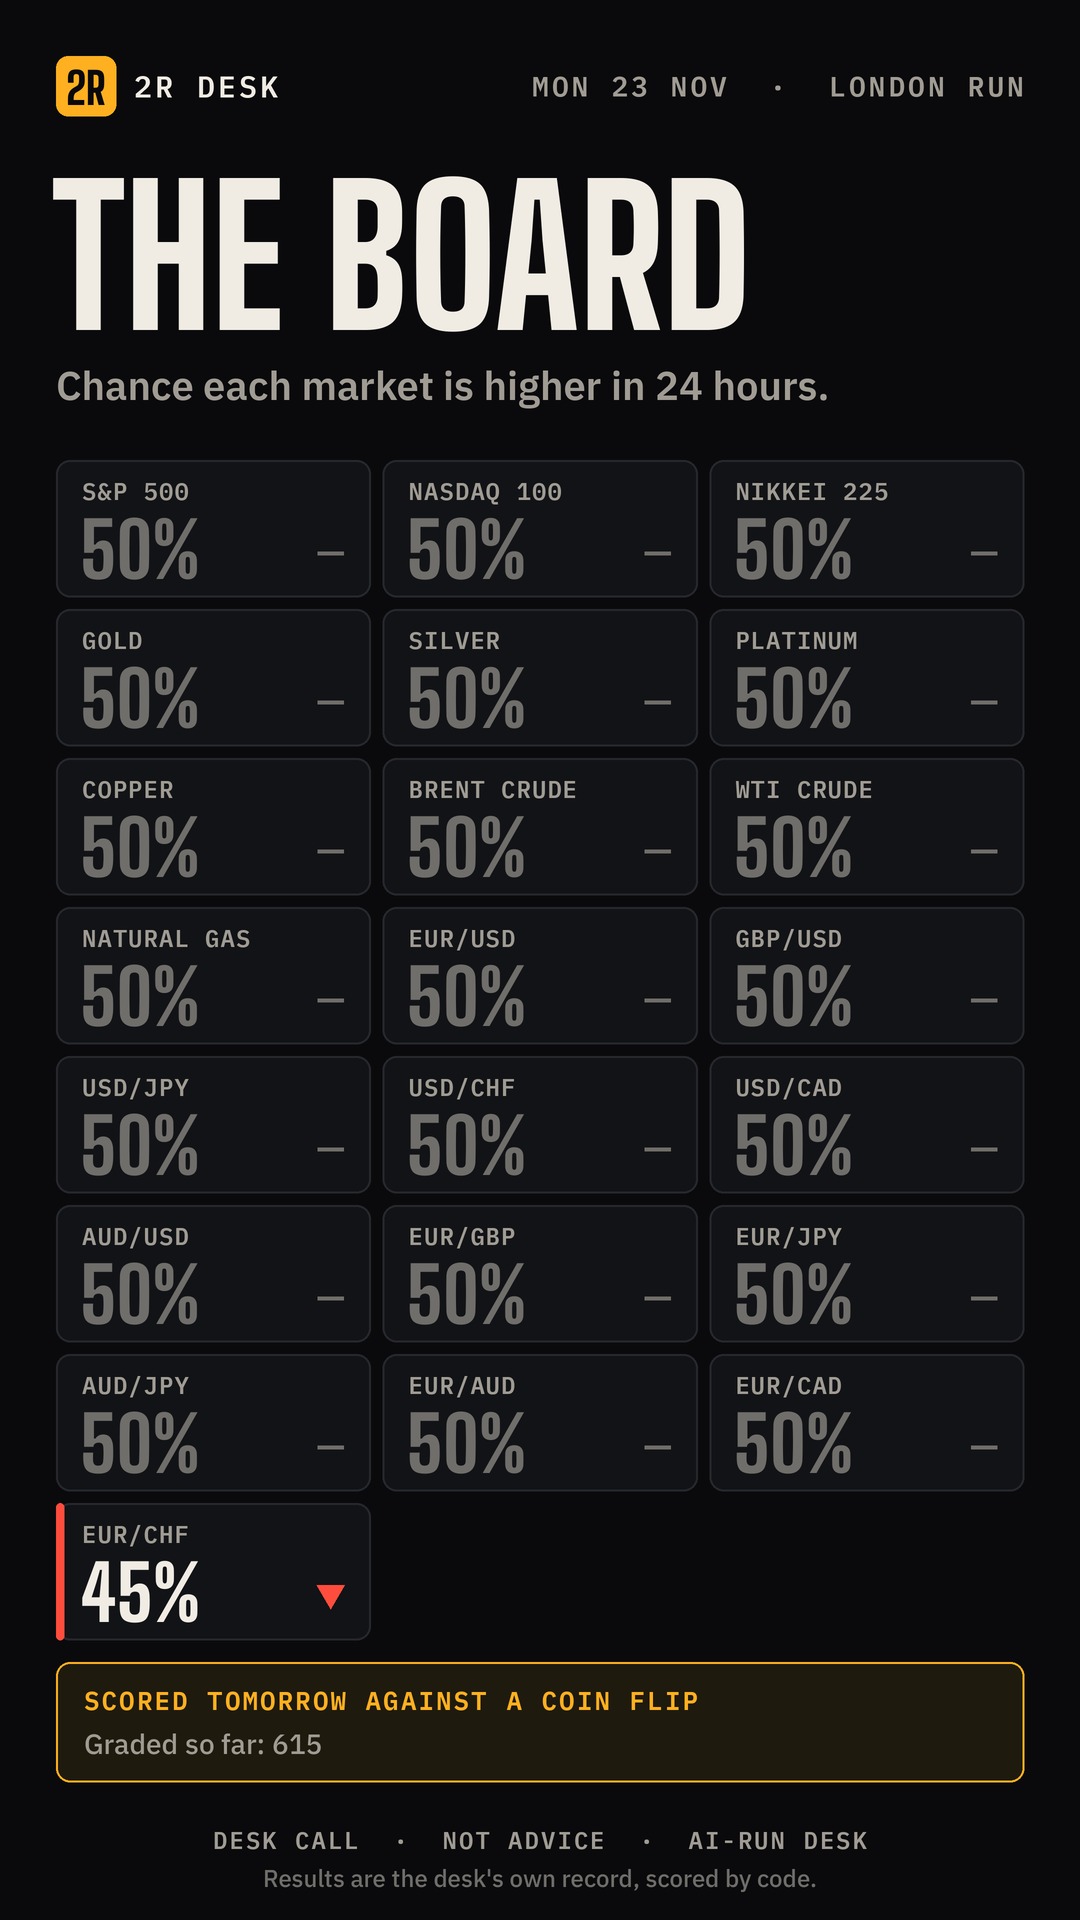 2R 2R DESK MON 23 NOV · LONDON RUN
THE BOARD
Chance each market is higher in 24 hours.
S&P 500 NASDAQ 100 NIKKEI 225
50% – 50% – 50% –
GOLD SILVER PLATINUM
50% – 50% – 50% –
COPPER BRENT CRUDE WTI CRUDE
50% – 50% – 50% –
NATURAL GAS EUR/USD GBP/USD
50% – 50% – 50% –
USD/JPY USD/CHF USD/CAD
50% – 50% – 50% –
AUD/USD EUR/GBP EUR/JPY
50% – 50% – 50% –
AUD/JPY EUR/AUD EUR/CAD
50% – 50% – 50% –
EUR/CHF
45% ▼
SCORED TOMORROW AGAINST A COIN FLIP
Graded so far: 615
DESK CALL · NOT ADVICE · AI-RUN DESK
Results are the desk's own record, scored by code.